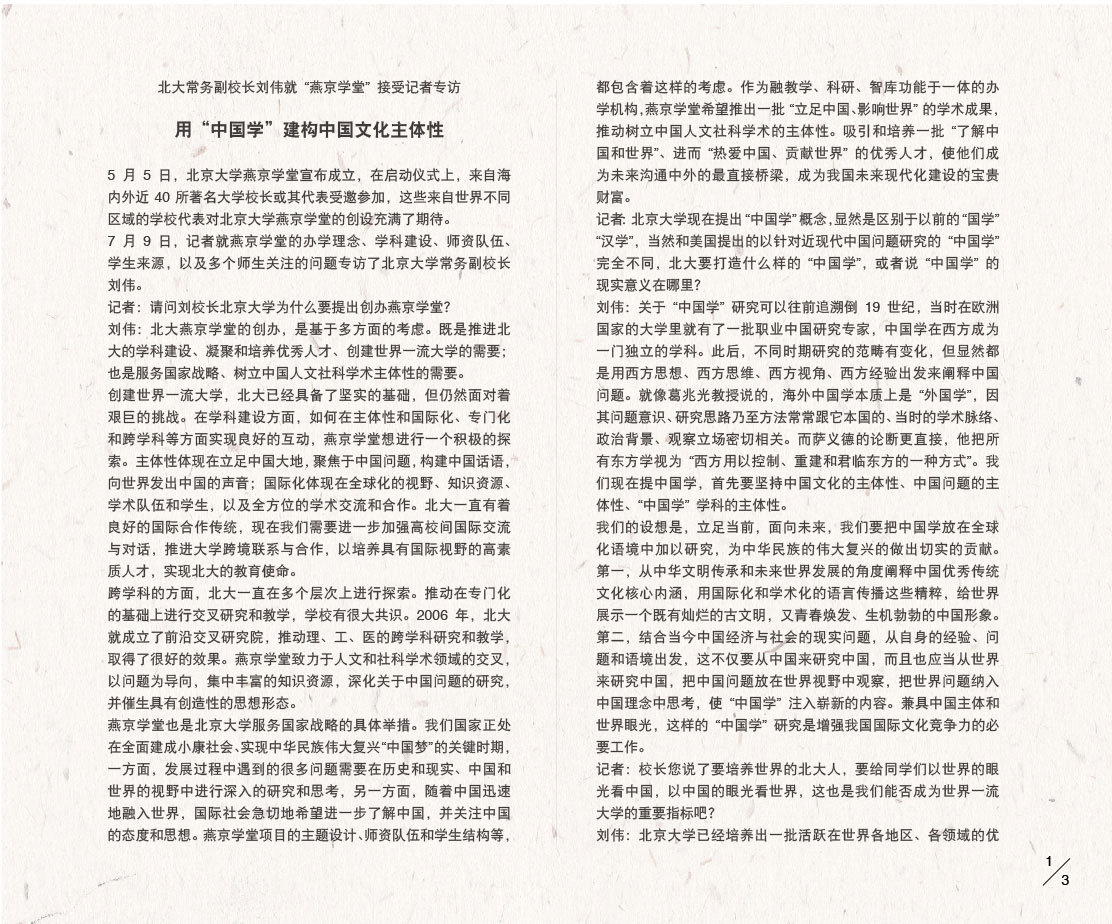 北大常务副校长刘伟就“燕京学堂”接受记者专访
用“中国学”建构中国文化主体性
5 月 5 日，北京大学燕京学堂宣布成立，在启动仪式上，来自海
内外近 40 所著名大学校长或其代表受邀参加，这些来自世界不同
区域的学校代表对北京大学燕京学堂的创设充满了期待。
7 月 9 日，记者就燕京学堂的办学理念、学科建设、师资队伍、
学生来源，以及多个师生关注的问题专访了北京大学常务副校长
刘伟。
记者：请问刘校长北京大学为什么要提出创办燕京学堂？
刘伟：北大燕京学堂的创办，是基于多方面的考虑。既是推进北
大的学科建设、凝聚和培养优秀人才、创建世界一流大学的需要；
也是服务国家战略、树立中国人文社科学术主体性的需要。
创建世界一流大学，北大已经具备了坚实的基础，但仍然面对着
艰巨的挑战。在学科建设方面，如何在主体性和国际化、专门化
和跨学科等方面实现良好的互动，燕京学堂想进行一个积极的探
索。主体性体现在立足中国大地，聚焦于中国问题，构建中国话语，
向世界发出中国的声音；国际化体现在全球化的视野、知识资源、
学术队伍和学生，以及全方位的学术交流和合作。北大一直有着
良好的国际合作传统，现在我们需要进一步加强高校间国际交流
与对话，推进大学跨境联系与合作，以培养具有国际视野的高素
质人才，实现北大的教育使命。
跨学科的方面，北大一直在多个层次上进行探索。推动在专门化
的基础上进行交叉研究和教学，学校有很大共识。2006 年，北大
就成立了前沿交叉研究院，推动理、工、医的跨学科研究和教学，
取得了很好的效果。燕京学堂致力于人文和社科学术领域的交叉，
以问题为导向，集中丰富的知识资源，深化关于中国问题的研究，
并催生具有创造性的思想形态。
燕京学堂也是北京大学服务国家战略的具体举措。我们国家正处
在全面建成小康社会、实现中华民族伟大复兴“中国梦”的关键时期，
一方面，发展过程中遇到的很多问题需要在历史和现实、中国和
世界的视野中进行深入的研究和思考，另一方面，随着中国迅速
地融入世界，国际社会急切地希望进一步了解中国，并关注中国
的态度和思想。燕京学堂项目的主题设计、师资队伍和学生结构等，
都包含着这样的考虑。作为融教学、科研、智库功能于一体的办
学机构，燕京学堂希望推出一批“立足中国、影响世界”的学术成果，
推动树立中国人文社科学术的主体性。吸引和培养一批“了解中
国和世界”、进而“热爱中国、贡献世界”的优秀人才，使他们成
为未来沟通中外的最直接桥梁，成为我国未来现代化建设的宝贵
财富。
记者：北京大学现在提出“中国学”概念，显然是区别于以前的“国学”
“汉学”，当然和美国提出的以针对近现代中国问题研究的“中国学”
完全不同，北大要打造什么样的“中国学”，或者说“中国学”的
现实意义在哪里？
刘伟：关于“中国学”研究可以往前追溯倒 19 世纪，当时在欧洲
国家的大学里就有了一批职业中国研究专家，中国学在西方成为
一门独立的学科。此后，不同时期研究的范畴有变化，但显然都
是用西方思想、西方思维、西方视角、西方经验出发来阐释中国
问题。就像葛兆光教授说的，海外中国学本质上是“外国学”，因
其问题意识、研究思路乃至方法常常跟它本国的、当时的学术脉络、
政治背景、观察立场密切相关。而萨义德的论断更直接，他把所
有东方学视为“西方用以控制、重建和君临东方的一种方式”。我
们现在提中国学，首先要坚持中国文化的主体性、中国问题的主
体性、“中国学”学科的主体性。
我们的设想是，立足当前，面向未来，我们要把中国学放在全球
化语境中加以研究，为中华民族的伟大复兴的做出切实的贡献。
第一，从中华文明传承和未来世界发展的角度阐释中国优秀传统
文化核心内涵，用国际化和学术化的语言传播这些精粹，给世界
展示一个既有灿烂的古文明，又青春焕发、生机勃勃的中国形象。
第二，结合当今中国经济与社会的现实问题，从自身的经验、问
题和语境出发，这不仅要从中国来研究中国，而且也应当从世界
来研究中国，把中国问题放在世界视野中观察，把世界问题纳入
中国理念中思考，使“中国学”注入崭新的内容。兼具中国主体和
世界眼光，这样的“中国学”研究是增强我国国际文化竞争力的必
要工作。
记者：校长您说了要培养世界的北大人，要给同学们以世界的眼
光看中国，以中国的眼光看世界，这也是我们能否成为世界一流
大学的重要指标吧？
刘伟：北京大学已经培养出一批活跃在世界各地区、各领域的优
1/3